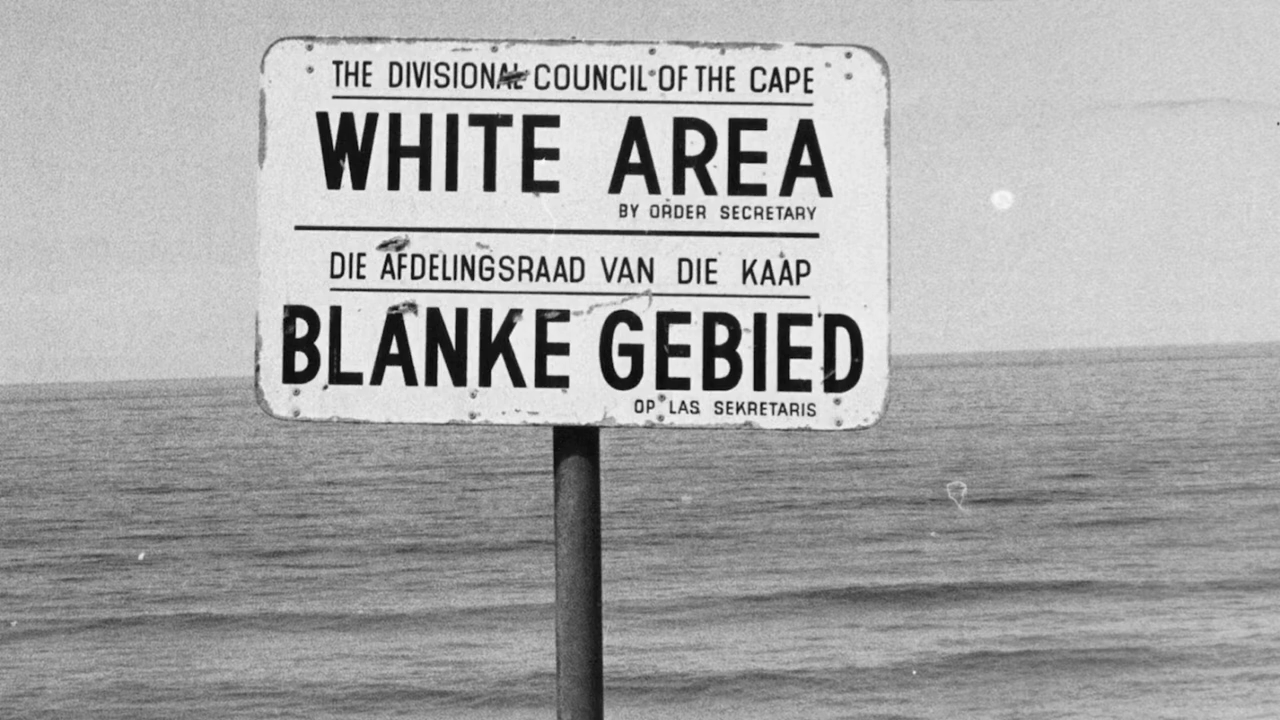 THE DIVISIONAL COUNCIL OF THE CAPE
WHITE AREA
BY ORDER SECRETARY
DIE AFDELINGSRAAD VAN DIE KAAP
BLANKE GEBIED
OP LAS SEKRETARIS